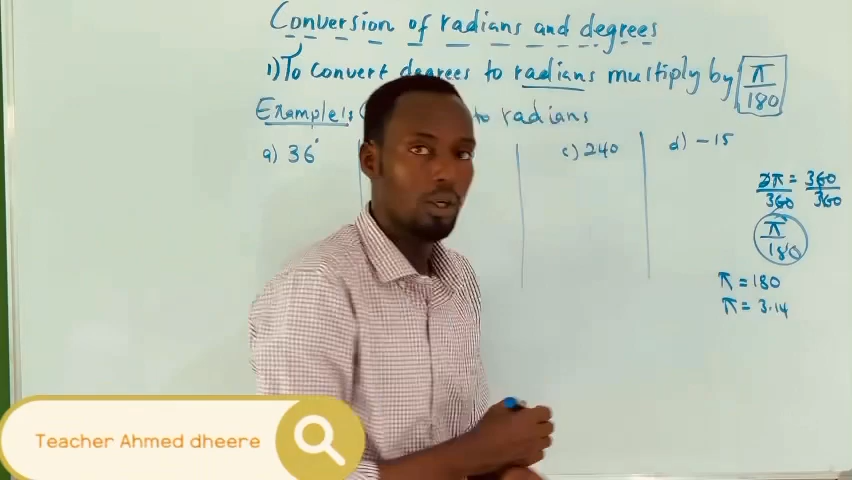 Conversion of radians and degrees
1) To convert degrees to radians multiply by π/180
Example 1: to radians
a) 36°
c) 240
d) -15
2π/360 = 360/360
π/180
π = 180
π = 3.14
Teacher Ahmed dheere